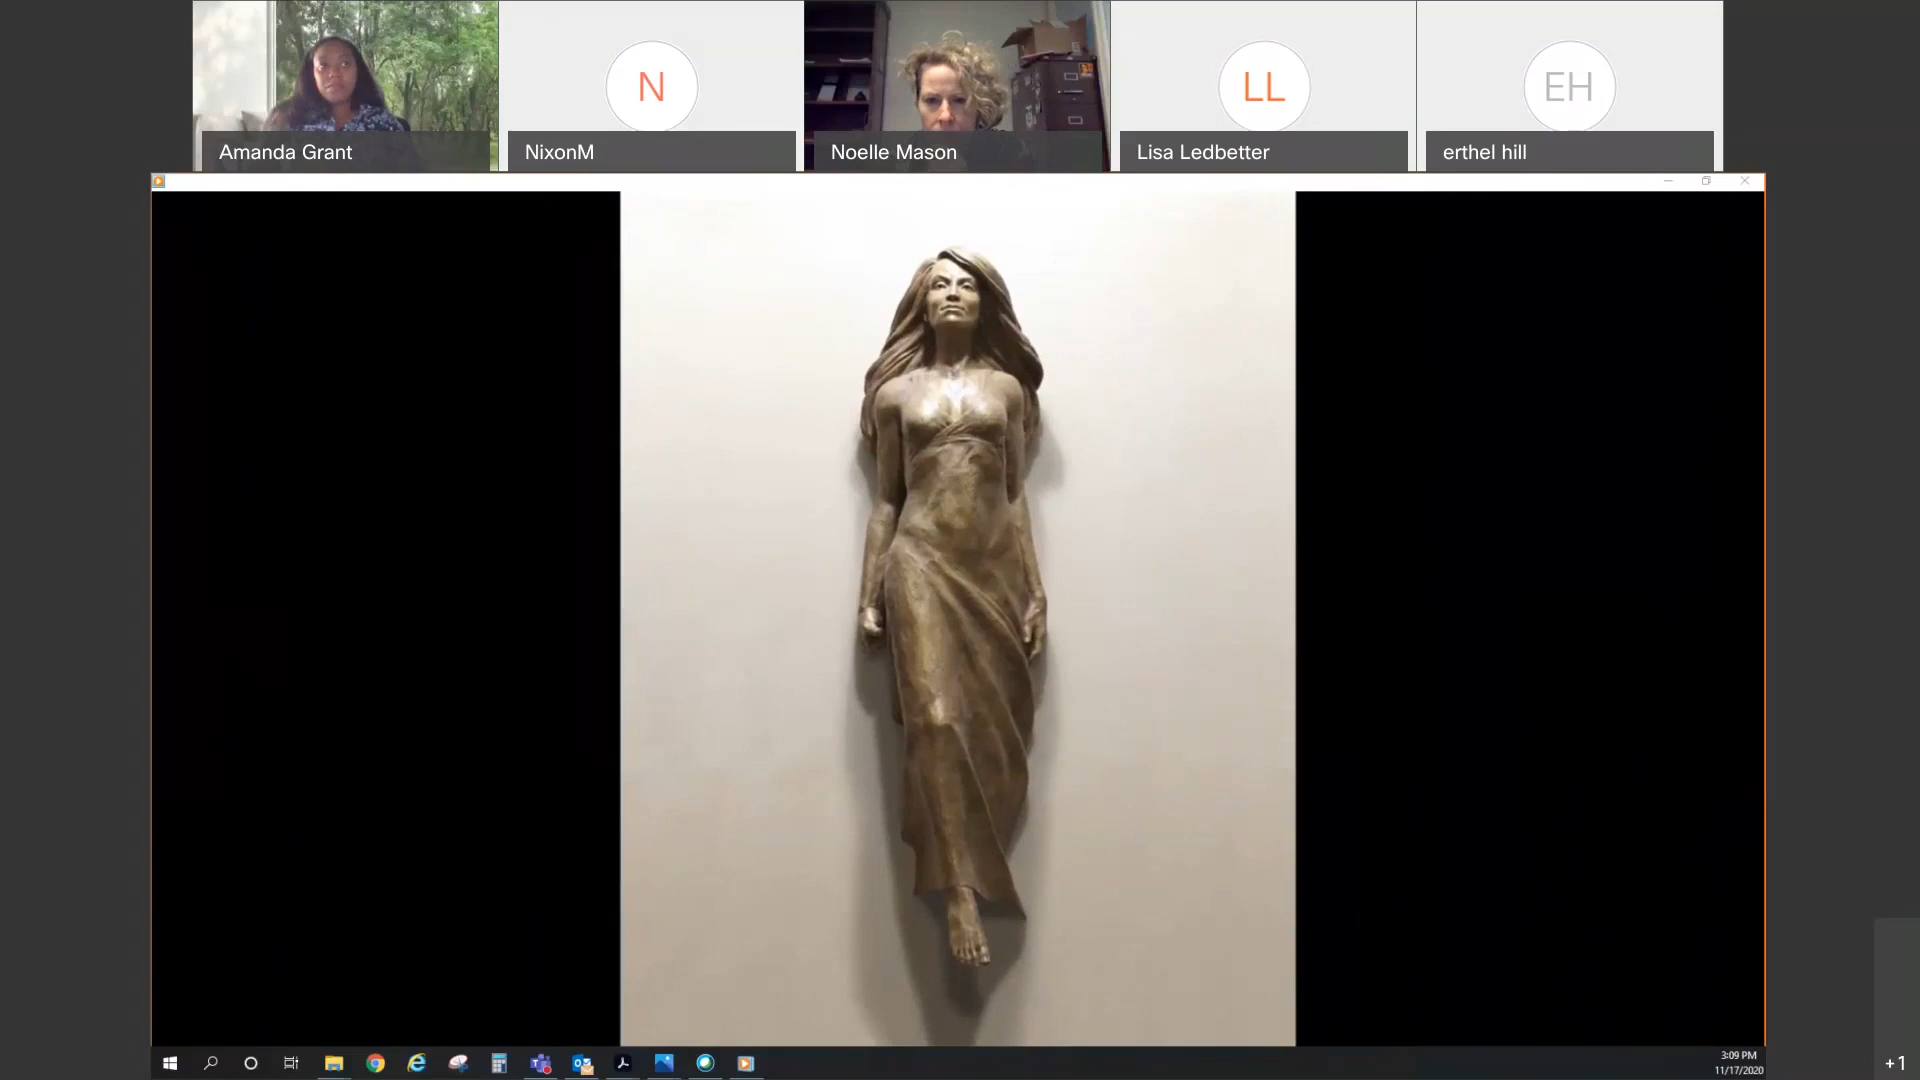 N
LL
EH
Amanda Grant
NixonM
Noelle Mason
Lisa Ledbetter
erthel hill
3:09 PM
11/17/2020
+1